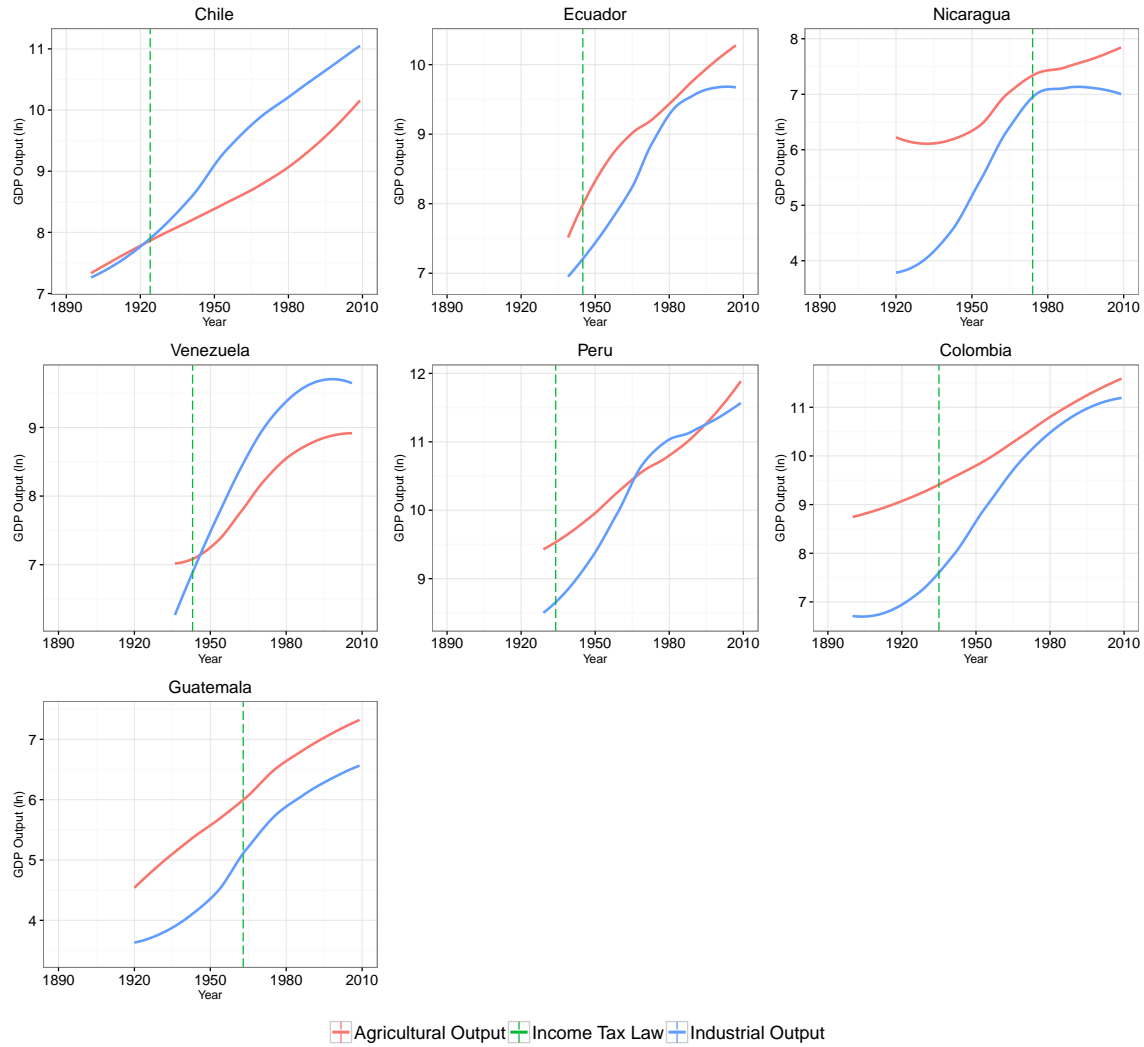 Chile
GDP Output (ln)
11
10
9
8
7
1890 1920 1950 1980 2010
Year
Ecuador
GDP Output (ln)
10
9
8
7
1890 1920 1950 1980 2010
Year
Nicaragua
GDP Output (ln)
8
7
6
5
4
1890 1920 1950 1980 2010
Year
Venezuela
GDP Output (ln)
9
8
7
1890 1920 1950 1980 2010
Year
Peru
GDP Output (ln)
12
11
10
9
1890 1920 1950 1980 2010
Year
Colombia
GDP Output (ln)
11
10
9
8
7
1890 1920 1950 1980 2010
Year
Guatemala
GDP Output (ln)
7
6
5
4
1890 1920 1950 1980 2010
Year
Agricultural Output Income Tax Law Industrial Output